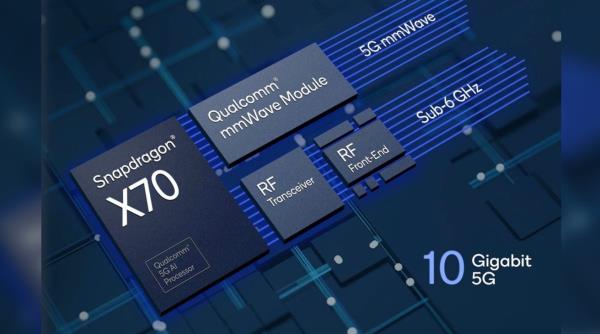 5G mmWave
Qualcomm®
mmWave Module
Sub-6 GHz
Snapdragon®
X70
RF
Transceiver
RF
Front-End
Qualcomm®
5G AI
Processor
10 Gigabit
5G